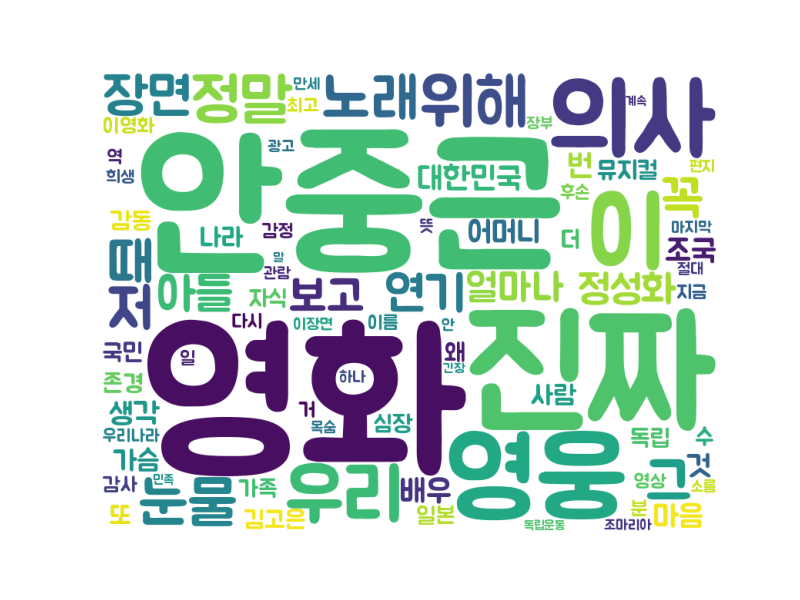 장면
정말
만세
최고
노래
위해
의사
계속
이영화
장부
역
희생
안중근
광고
대한민국
번
뮤지컬
편지
후손
이
꼭
감동
나라
감정
뜻
어머니
더
마지막
조국
때
말
관람
절대
저
아들
자식
보고
연기
얼마나
정성화
지금
다시
이장면
이름
안
진짜
국민
영화
일
하나
왜
긴장
존경
사람
생각
거
목숨
심장
우리나라
독립
수
가슴
영웅
것
감사
민족
눈물
가족
우리
배우
영상
그
소름
또
김고은
일본
독립운동
분
마음
조마리아